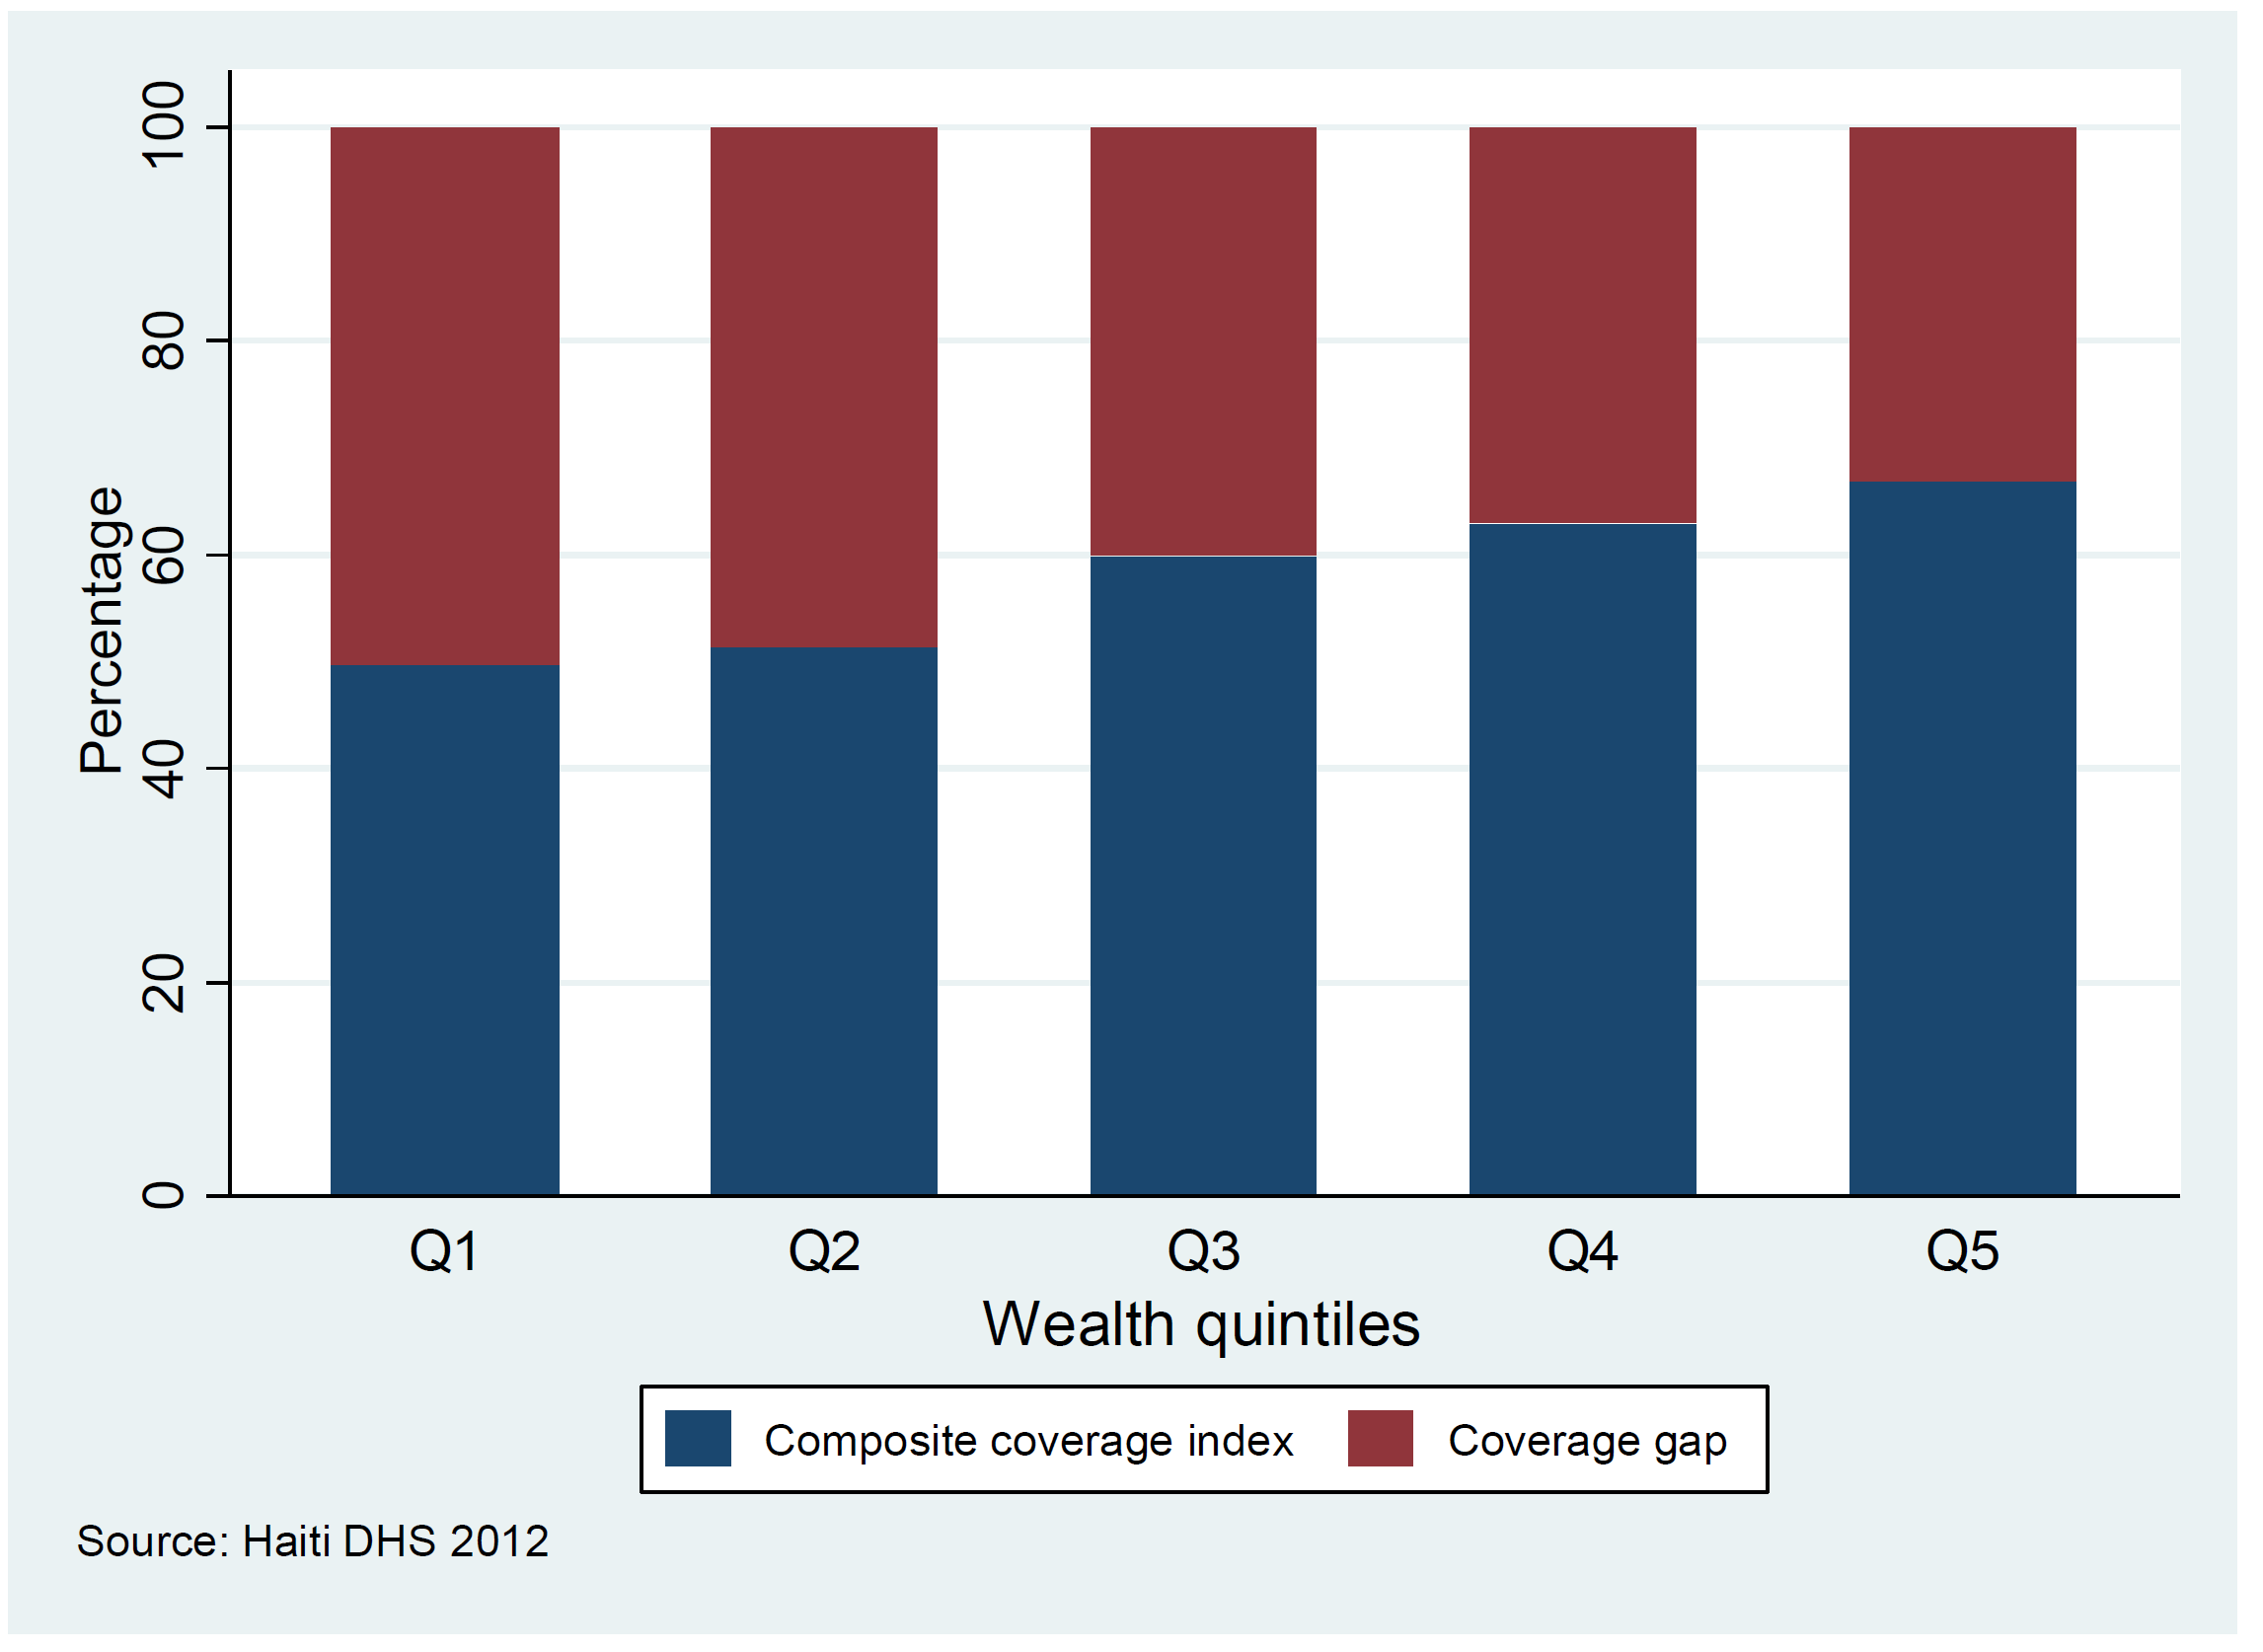 Percentage
100
80
60
40
20
0
Q1 Q2 Q3 Q4 Q5
Wealth quintiles
Composite coverage index Coverage gap
Source: Haiti DHS 2012